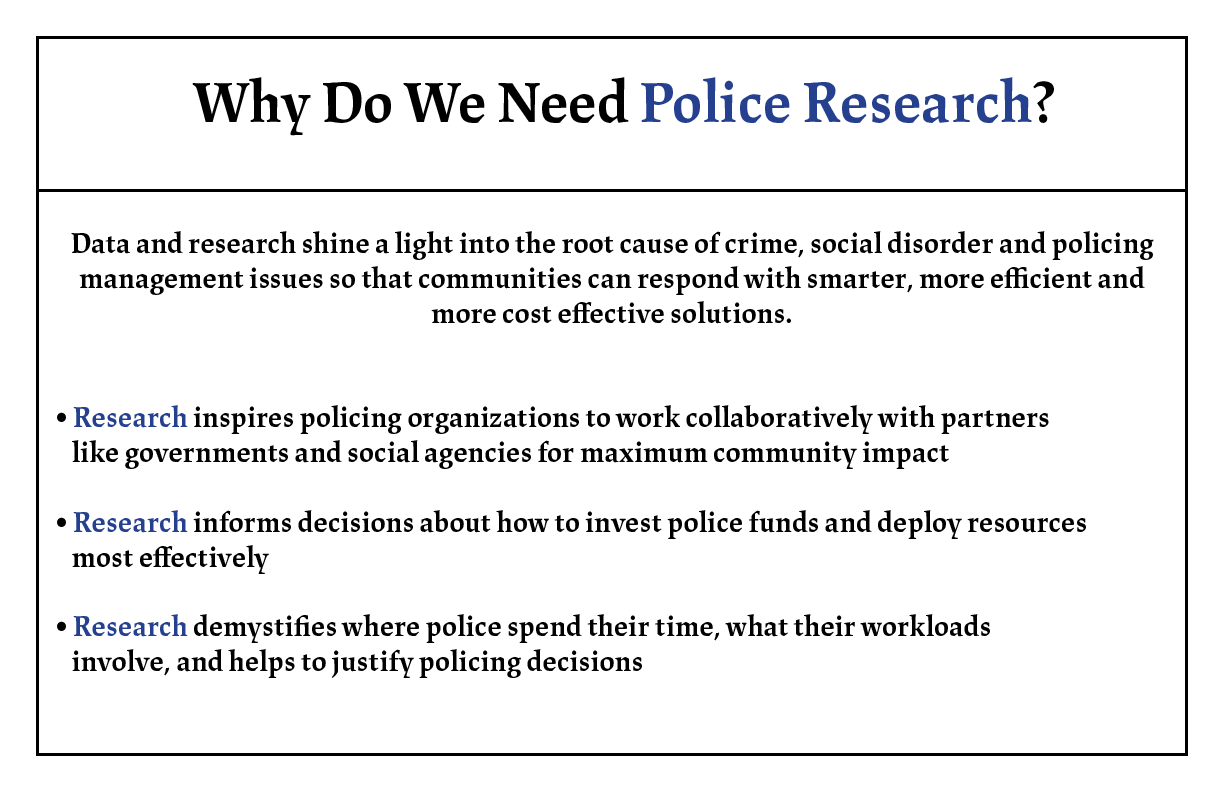 Why Do We Need Police Research?
Data and research shine a light into the root cause of crime, social disorder and policing
management issues so that communities can respond with smarter, more efficient and
more cost effective solutions.
• Research inspires policing organizations to work collaboratively with partners
like governments and social agencies for maximum community impact
• Research informs decisions about how to invest police funds and deploy resources
most effectively
• Research demystifies where police spend their time, what their workloads
involve, and helps to justify policing decisions